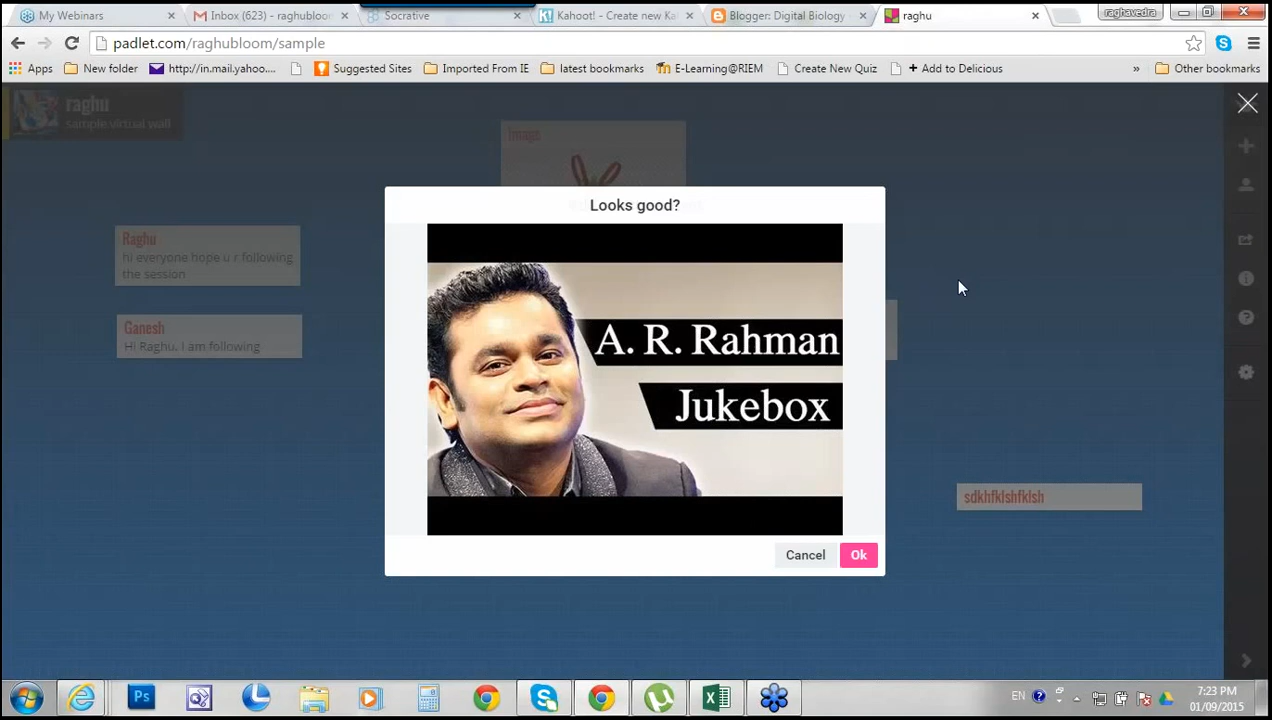 My Webinars
Inbox (623) - raghubloom
Socrative
Kahoot! - Create new Ka
Blogger: Digital Biology
raghu
raghavedra
padlet.com/raghubloom/sample
Apps
New folder
http://in.mail.yahoo....
Suggested Sites
Imported From IE
latest bookmarks
E-Learning@RIEM
Create New Quiz
+ Add to Delicious
»
Other bookmarks
raghu
sample virtual wall
Image
Looks good?
Raghu
hi everyone hope u r following
the session
Ganesh
Hi Raghu. I am following
A. R. Rahman
Jukebox
sdkhfklshfklsh
Cancel
Ok
EN
7:23 PM
01/09/2015